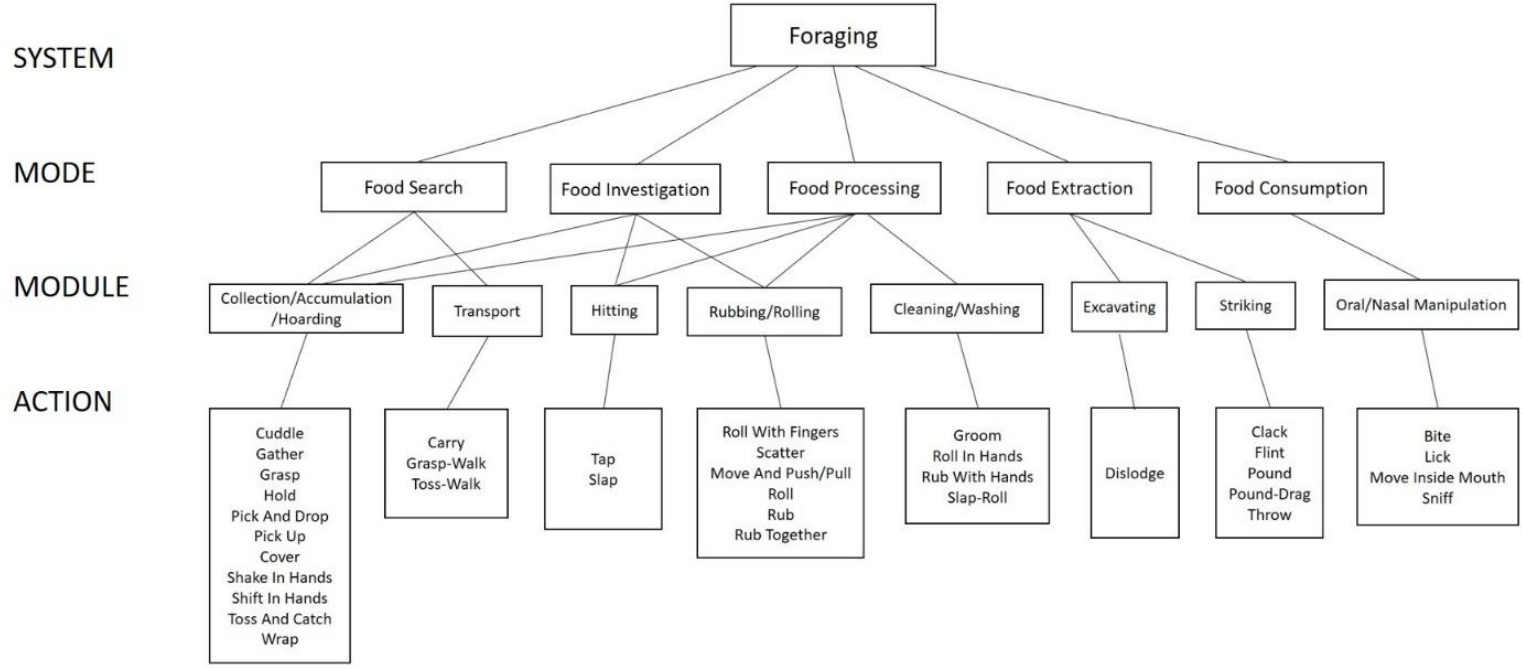 SYSTEM
Foraging
MODE
Food Search
Food Investigation
Food Processing
Food Extraction
Food Consumption
MODULE
Collection/Accumulation
/Hoarding
Transport
Hitting
Rubbing/Rolling
Cleaning/Washing
Excavating
Striking
Oral/Nasal Manipulation
ACTION
Cuddle
Gather
Grasp
Hold
Pick And Drop
Pick Up
Cover
Shake In Hands
Shift In Hands
Toss And Catch
Wrap
Carry
Grasp-Walk
Toss-Walk
Tap
Slap
Roll With Fingers
Scatter
Move And Push/Pull
Roll
Rub
Rub Together
Groom
Roll In Hands
Rub With Hands
Slap-Roll
Dislodge
Clack
Flint
Pound
Pound-Drag
Throw
Bite
Lick
Move Inside Mouth
Sniff